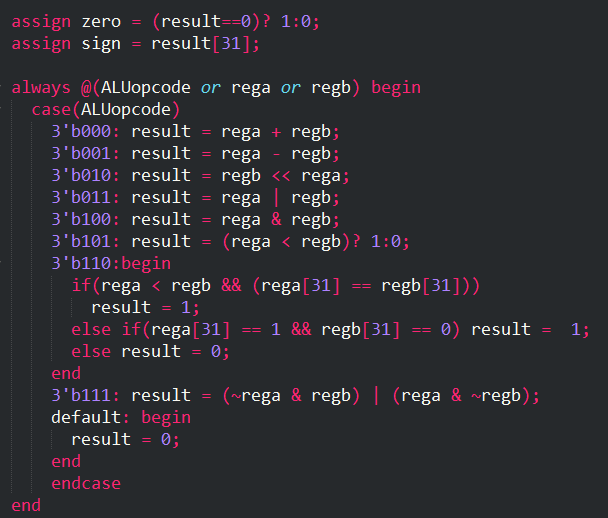 assign zero = (result==0)? 1:0;
assign sign = result[31];
always @(ALUopcode or rega or regb) begin
case(ALUopcode)
3'b000: result = rega + regb;
3'b001: result = rega - regb;
3'b010: result = regb << rega;
3'b011: result = rega | regb;
3'b100: result = rega & regb;
3'b101: result = (rega < regb)? 1:0;
3'b110:begin
if(rega < regb && (rega[31] == regb[31]))
result = 1;
else if(rega[31] == 1 && regb[31] == 0) result =  1;
else result = 0;
end
3'b111: result = (~rega & regb) | (rega & ~regb);
default: begin
result = 0;
end
endcase
end